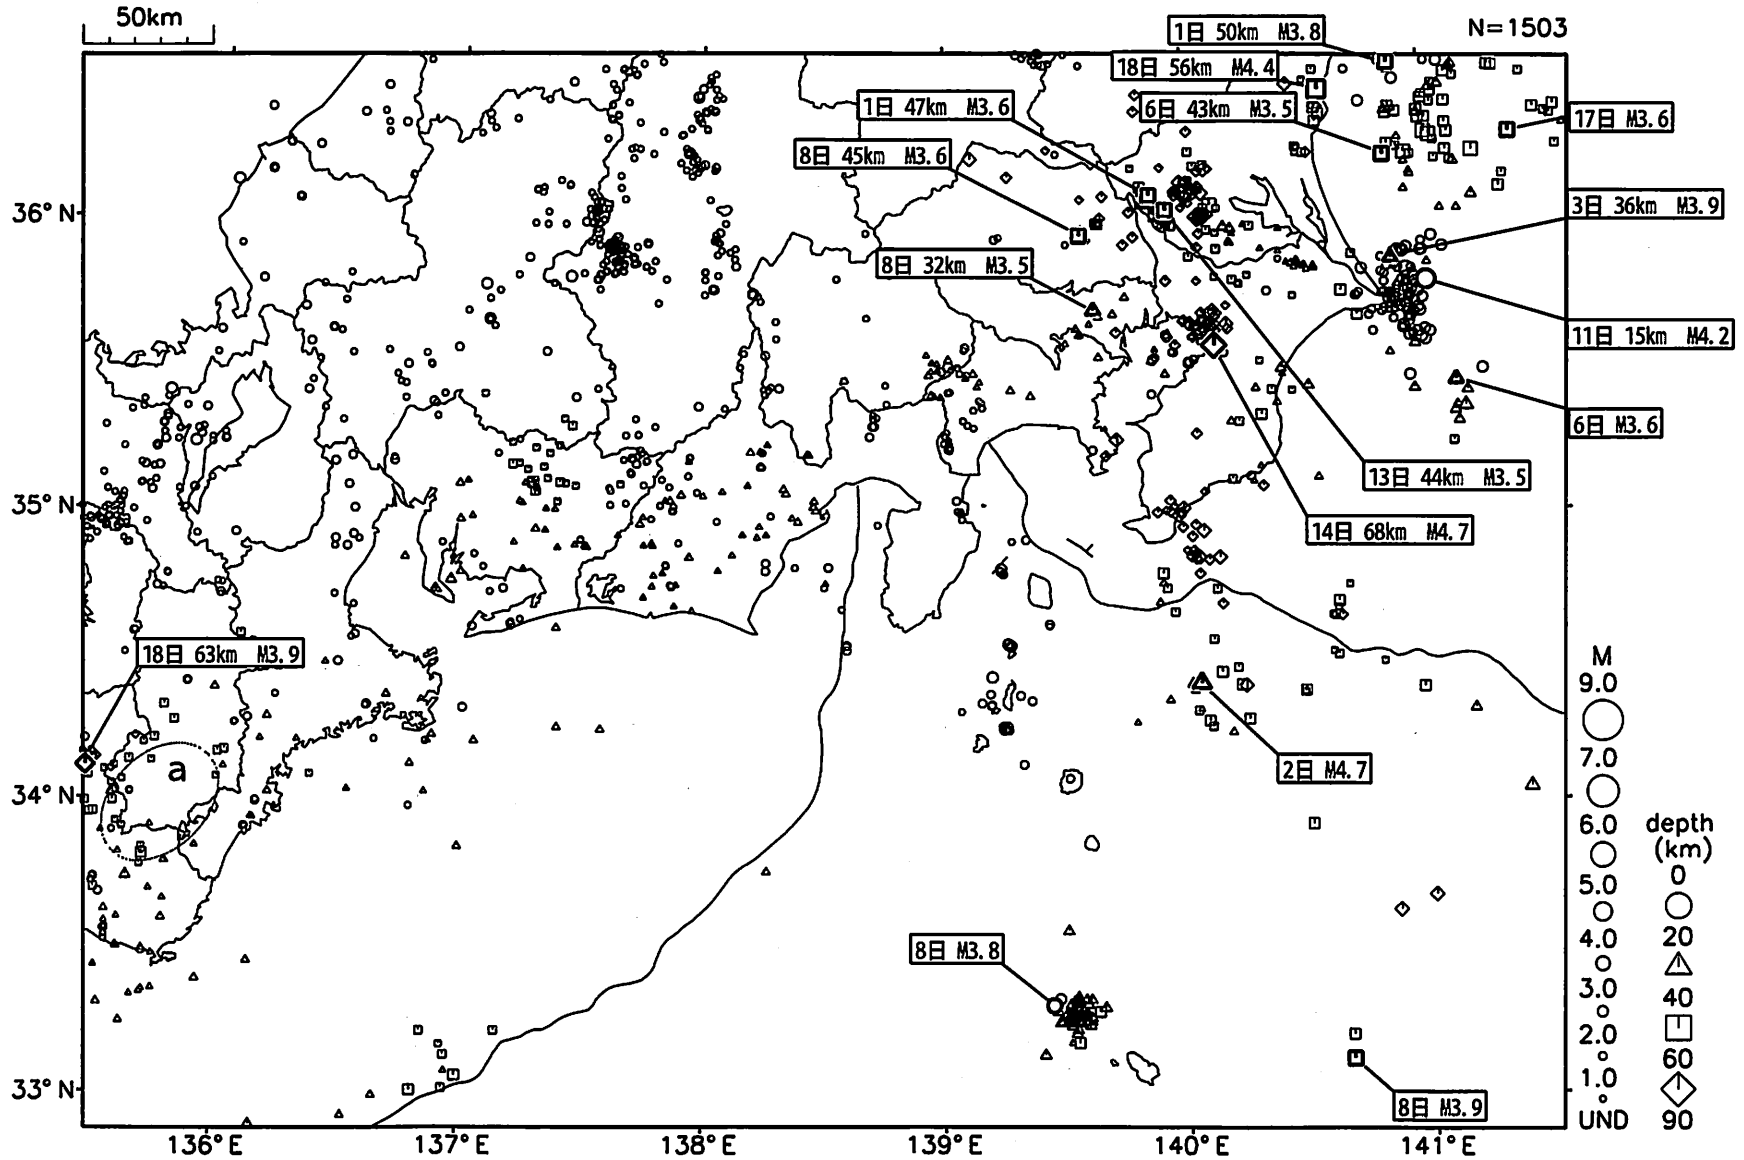 50km
N=1503
1日 50km M3.8
18日 56km M4.4
1日 47km M3.6
6日 43km M3.5
17日 M3.6
8日 45km M3.6
3日 36km M3.9
36°N
8日 32km M3.5
11日 15km M4.2
6日 M3.6
13日 44km M3.5
35°N
14日 68km M4.7
18日 63km M3.9
M
9.0
7.0
6.0
5.0
4.0
3.0
2.0
1.0
UND
depth
(km)
0
20
40
60
90
a
2日 M4.7
34°N
8日 M3.8
33°N
8日 M3.9
136°E
137°E
138°E
139°E
140°E
141°E